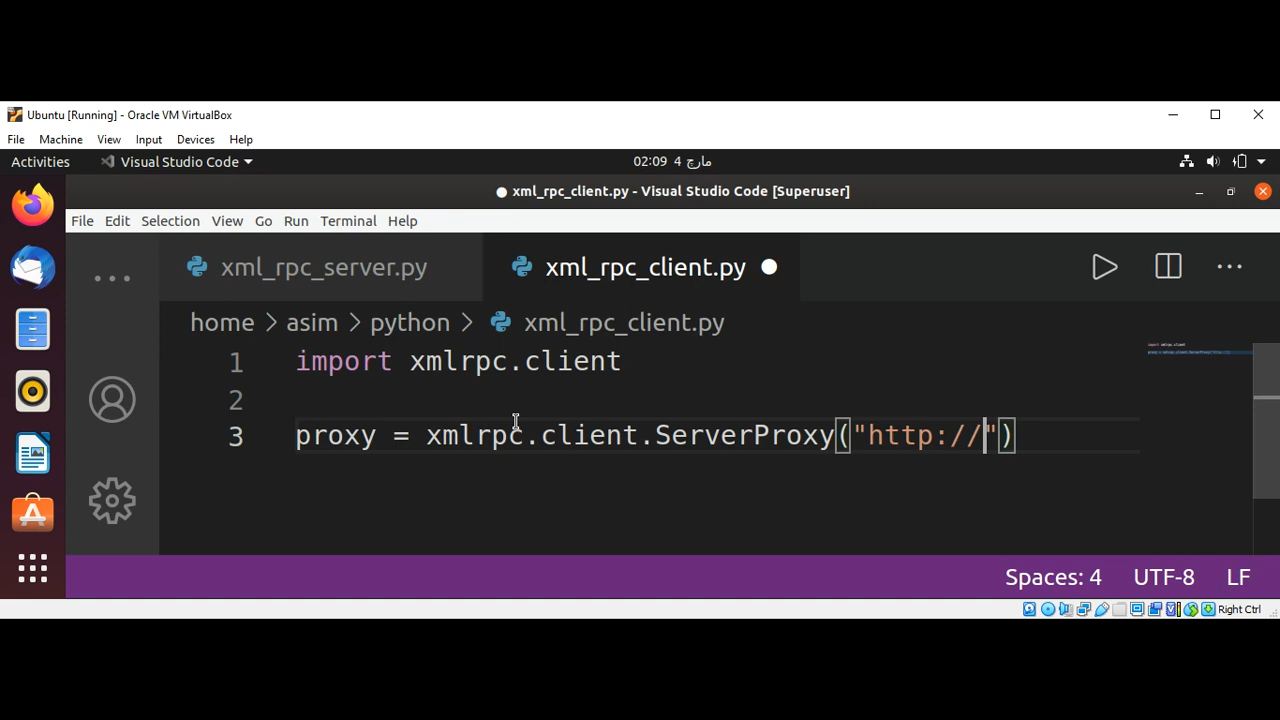 Ubuntu [Running] - Oracle VM VirtualBox
File Machine View Input Devices Help
Activities Visual Studio Code 02:09 4 مارچ
● xml_rpc_client.py - Visual Studio Code [Superuser]
File Edit Selection View Go Run Terminal Help
xml_rpc_server.py xml_rpc_client.py
home > asim > python > xml_rpc_client.py
1 import xmlrpc.client
2
3 proxy = xmlrpc.client.ServerProxy("http://")
Spaces: 4 UTF-8 LF
Right Ctrl